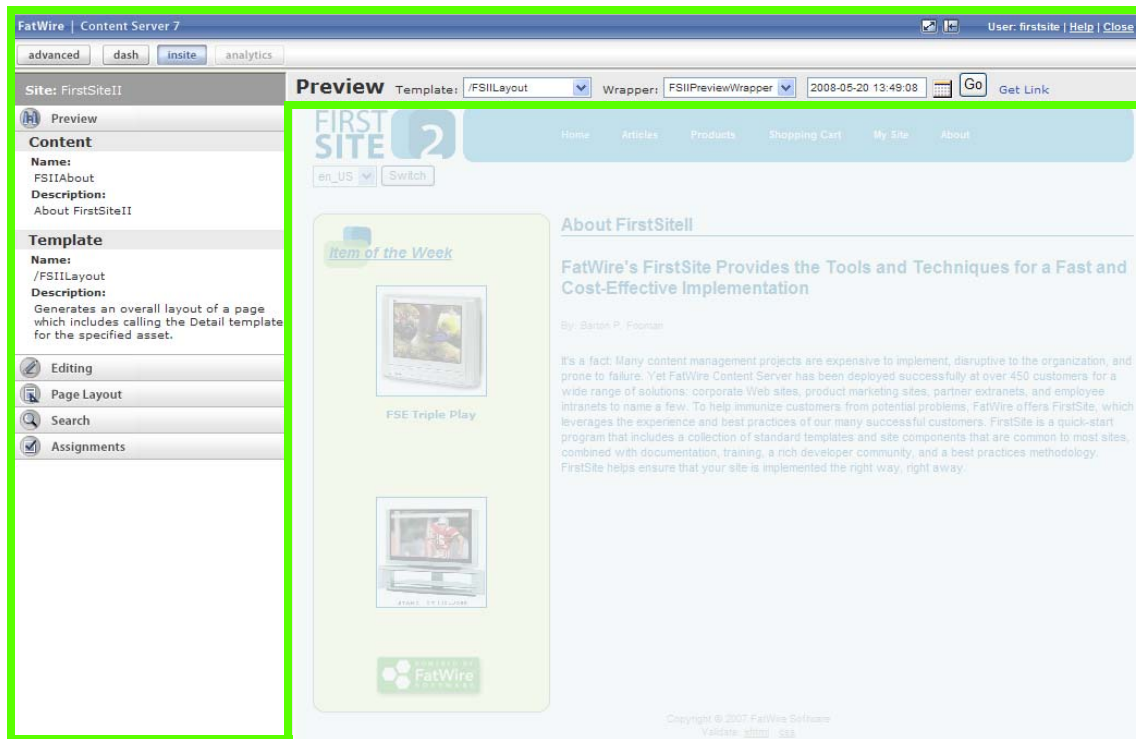 FatWire | Content Server 7
User: firstsite | Help | Close
advanced dash insite analytics
Site: FirstSiteII
Preview Template: /FSIILayout Wrapper: FSIIPreviewWrapper 2008-05-20 13:49:08 Go Get Link
Preview
Content
Name:
FSIIAbout
Description:
About FirstSiteII
Template
Name:
/FSIILayout
Description:
Generates an overall layout of a page
which includes calling the Detail template
for the specified asset.
Editing
Page Layout
Search
Assignments
FIRST
SITE 2
Home Articles Products Shopping Cart My Site About
en_US Switch
Item of the Week
FSE Triple Play
POWERED BY
FatWire
SOFTWARE
About FirstSiteII
FatWire's FirstSite Provides the Tools and Techniques for a Fast and
Cost-Effective Implementation
By: Barton P. Fooman
It's a fact: Many content management projects are expensive to implement, disruptive to the organization, and
prone to failure. Yet FatWire Content Server has been deployed successfully at over 450 customers for a
wide range of solutions: corporate Web sites, product marketing sites, partner extranets, and employee
intranets to name a few. To help immunize customers from potential problems, FatWire offers FirstSite, which
leverages the experience and best practices of our many successful customers. FirstSite is a quick-start
program that includes a collection of standard templates and site components that are common to most sites,
combined with documentation, training, a rich developer community, and a best practices methodology.
FirstSite helps ensure that your site is implemented the right way, right away.
Copyright © 2007 FatWire Software
Validate: xhtml css